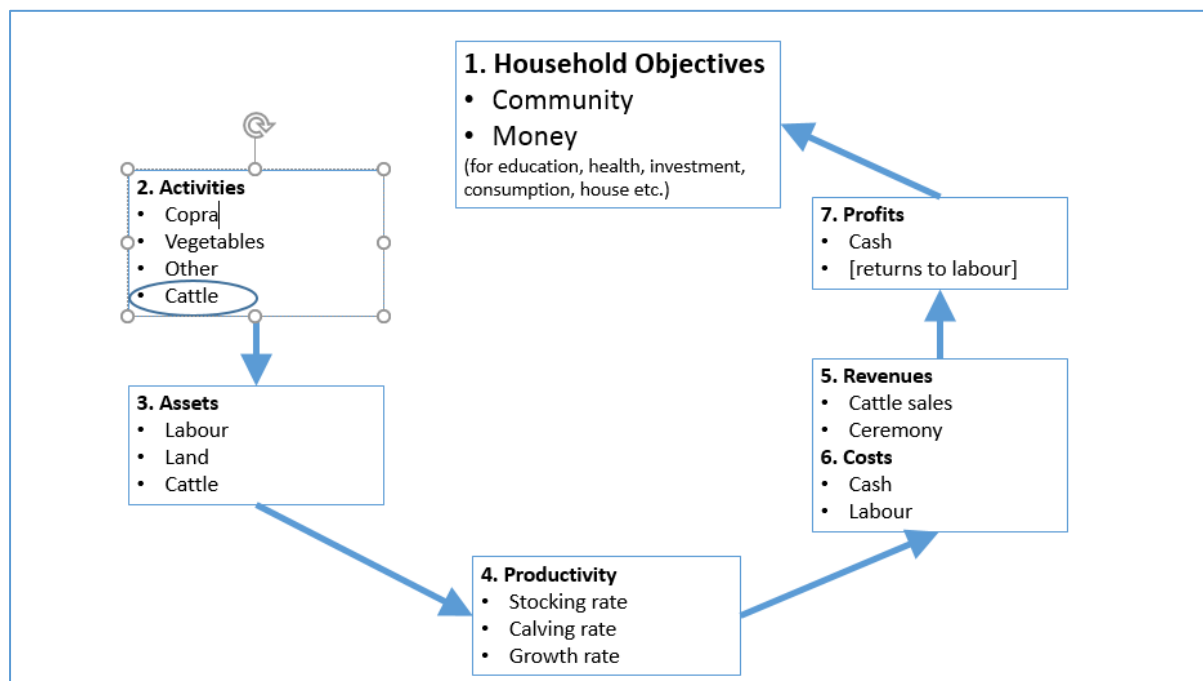 1. Household Objectives
• Community
• Money
(for education, health, investment,
consumption, house etc.)
2. Activities
• Copra
• Vegetables
• Other
• Cattle
3. Assets
• Labour
• Land
• Cattle
4. Productivity
• Stocking rate
• Calving rate
• Growth rate
5. Revenues
• Cattle sales
• Ceremony
6. Costs
• Cash
• Labour
7. Profits
• Cash
• [returns to labour]